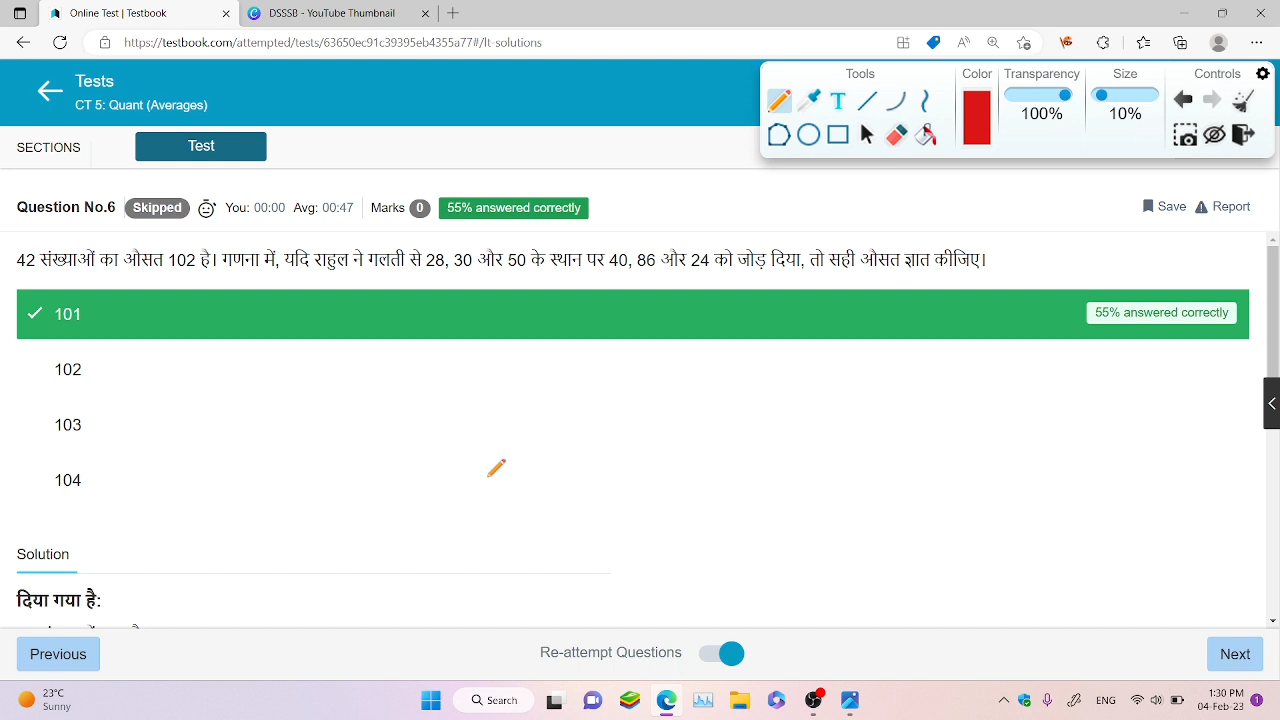 Online Test | Testbook
DSSSB - YouTube Thumbnail
https://testbook.com/attempted/tests/63650ec91c39395eb4355a77#/lt-solutions
Tests
CT 5: Quant (Averages)
Tools
Color
Transparency
Size
Controls
100%
10%
SECTIONS
Test
Question No.6 Skipped You: 00:00 Avg: 00:47 Marks 0 55% answered correctly
Save Report
42 संख्याओं का औसत 102 है। गणना में, यदि राहुल ने गलती से 28, 30 और 50 के स्थान पर 40, 86 और 24 को जोड़ दिया, तो सही औसत ज्ञात कीजिए।
101
55% answered correctly
102
103
104
Solution
दिया गया है:
Previous
Re-attempt Questions
Next
23°C
Sunny
Search
ENG
1:30 PM
04-Feb-23
1